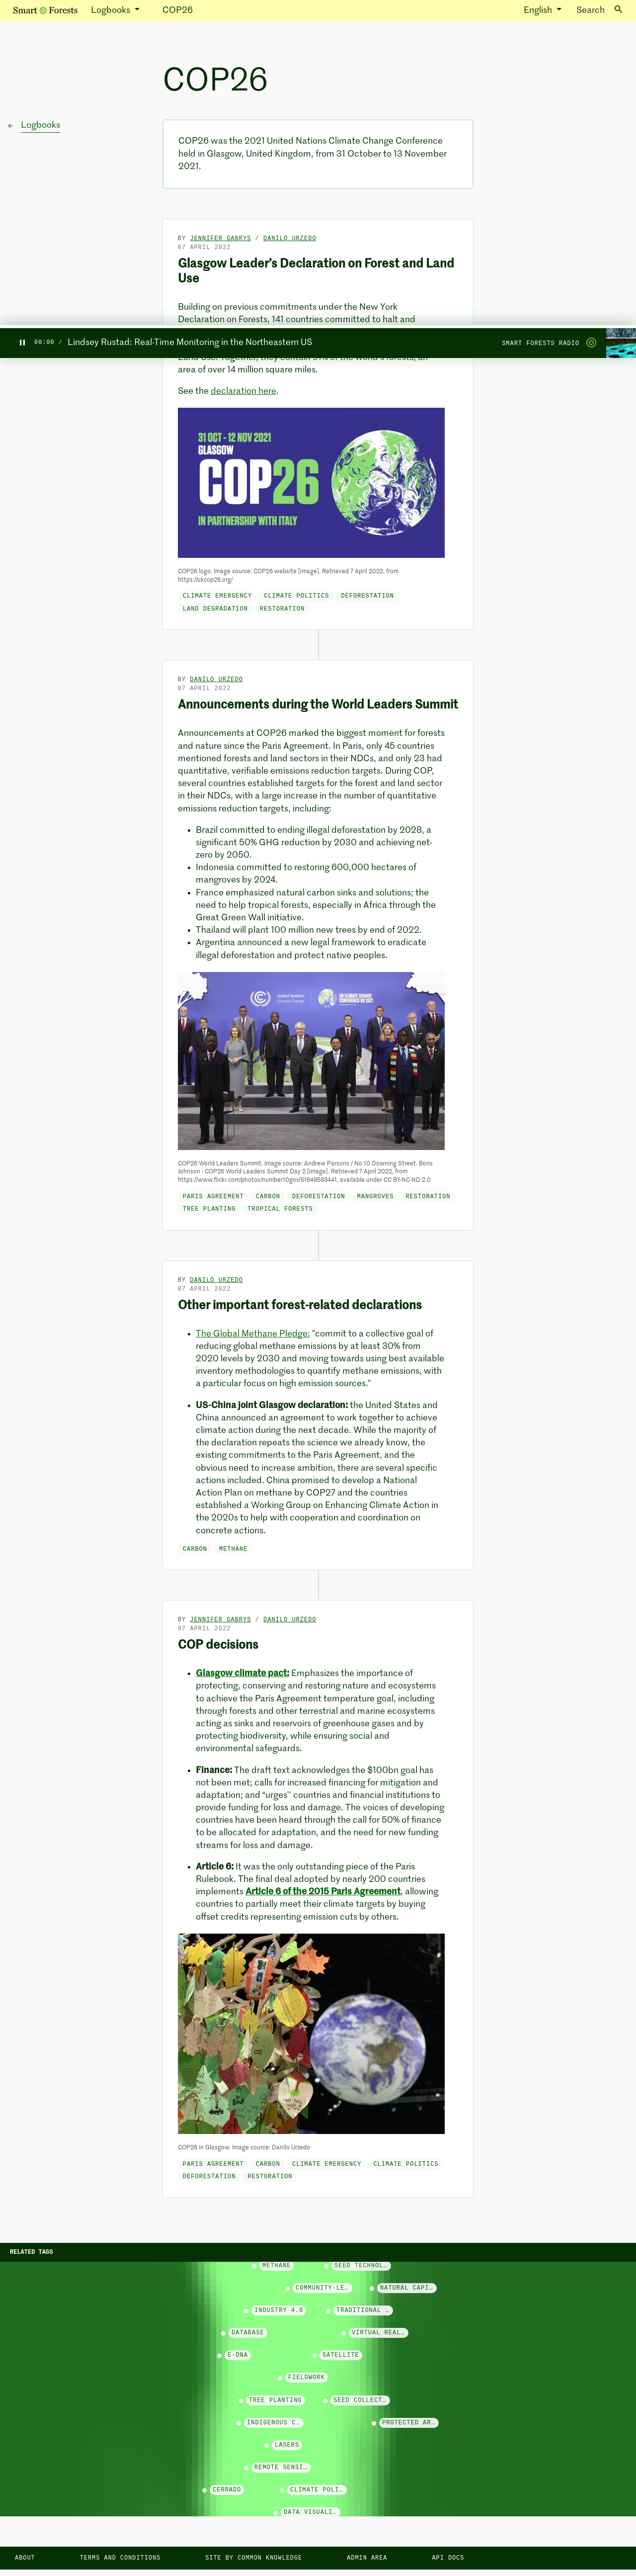 Smart Forests Logbooks COP26 English Search
COP26
Logbooks
COP26 was the 2021 United Nations Climate Change Conference
held in Glasgow, United Kingdom, from 31 October to 13 November
2021.
BY JENNIFER GABRYS / DANILO URZEDO
07 APRIL 2022
Glasgow Leader's Declaration on Forest and Land
Use
Building on previous commitments under the New York
Declaration on Forests, 141 countries committed to halt and
00:00 / Lindsey Rustad: Real-Time Monitoring in the Northeastern US SMART FORESTS RADIO
area of over 14 million square miles.
See the declaration here.
31 OCT - 12 NOV 2021
GLASGOW
COP26
IN PARTNERSHIP WITH ITALY
COP26 logo. Image source: COP26 website [image]. Retrieved 7 April 2022, from
https://ukcop26.org/
CLIMATE EMERGENCY CLIMATE POLITICS DEFORESTATION
LAND DEGRADATION RESTORATION
BY DANILO URZEDO
07 APRIL 2022
Announcements during the World Leaders Summit
Announcements at COP26 marked the biggest moment for forests
and nature since the Paris Agreement. In Paris, only 45 countries
mentioned forests and land sectors in their NDCs, and only 23 had
quantitative, verifiable emissions reduction targets. During COP,
several countries established targets for the forest and land sector
in their NDCs, with a large increase in the number of quantitative
emissions reduction targets, including:
• Brazil committed to ending illegal deforestation by 2028, a
significant 50% GHG reduction by 2030 and achieving net-
zero by 2050.
• Indonesia committed to restoring 600,000 hectares of
mangroves by 2024.
• France emphasized natural carbon sinks and solutions; the
need to help tropical forests, especially in Africa through the
Great Green Wall initiative.
• Thailand will plant 100 million new trees by end of 2022.
• Argentina announced a new legal framework to eradicate
illegal deforestation and protect native peoples.
COP26 World Leaders Summit. Image source: Andrew Parsons / No 10 Downing Street. Boris
Johnson - COP26 World Leaders Summit Day 2 [image]. Retrieved 7 April 2022, from
https://www.flickr.com/photos/number10gov/51649593441, available under CC BY-NC-ND 2.0
PARIS AGREEMENT CARBON DEFORESTATION MANGROVES RESTORATION
TREE PLANTING TROPICAL FORESTS
BY DANILO URZEDO
07 APRIL 2022
Other important forest-related declarations
• The Global Methane Pledge: "commit to a collective goal of
reducing global methane emissions by at least 30% from
2020 levels by 2030 and moving towards using best available
inventory methodologies to quantify methane emissions, with
a particular focus on high emission sources."
• US-China joint Glasgow declaration: the United States and
China announced an agreement to work together to achieve
climate action during the next decade. While the majority of
the declaration repeats the science we already know, the
existing commitments to the Paris Agreement, and the
obvious need to increase ambition, there are several specific
actions included. China promised to develop a National
Action Plan on methane by COP27 and the countries
established a Working Group on Enhancing Climate Action in
the 2020s to help with cooperation and coordination on
concrete actions.
CARBON METHANE
BY JENNIFER GABRYS / DANILO URZEDO
07 APRIL 2022
COP decisions
• Glasgow climate pact: Emphasizes the importance of
protecting, conserving and restoring nature and ecosystems
to achieve the Paris Agreement temperature goal, including
through forests and other terrestrial and marine ecosystems
acting as sinks and reservoirs of greenhouse gases and by
protecting biodiversity, while ensuring social and
environmental safeguards.
• Finance: The draft text acknowledges the $100bn goal has
not been met; calls for increased financing for mitigation and
adaptation; and "urges" countries and financial institutions to
provide funding for loss and damage. The voices of developing
countries have been heard through the call for 50% of finance
to be allocated for adaptation, and the need for new funding
streams for loss and damage.
• Article 6: It was the only outstanding piece of the Paris
Rulebook. The final deal adopted by nearly 200 countries
implements Article 6 of the 2015 Paris Agreement, allowing
countries to partially meet their climate targets by buying
offset credits representing emission cuts by others.
COP26 in Glasgow. Image source: Danilo Urzedo
PARIS AGREEMENT CARBON CLIMATE EMERGENCY CLIMATE POLITICS
DEFORESTATION RESTORATION
RELATED TAGS
METHANE SEED TECHNOL…
COMMUNITY-LE… NATURAL CAPI…
INDUSTRY 4.0 TRADITIONAL …
DATABASE VIRTUAL REAL…
E-DNA SATELLITE
FIELDWORK
TREE PLANTING SEED COLLECT…
INDIGENOUS C… PROTECTED AR…
LASERS
REMOTE SENSI…
CERRADO CLIMATE POLI…
DATA VISUALI…
ABOUT TERMS AND CONDITIONS SITE BY COMMON KNOWLEDGE ADMIN AREA API DOCS